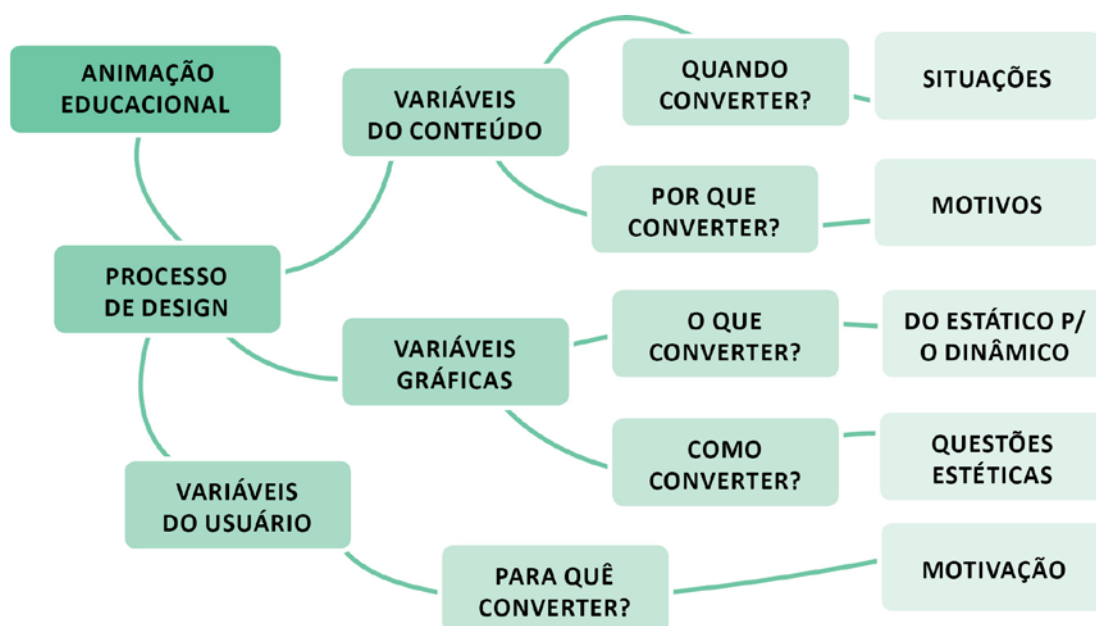 ANIMAÇÃO
EDUCACIONAL
VARIÁVEIS
DO CONTEÚDO
QUANDO
CONVERTER?
SITUAÇÕES
POR QUE
CONVERTER?
MOTIVOS
PROCESSO
DE DESIGN
VARIÁVEIS
GRÁFICAS
O QUE
CONVERTER?
DO ESTÁTICO P/
O DINÂMICO
COMO
CONVERTER?
QUESTÕES
ESTÉTICAS
VARIÁVEIS
DO USUÁRIO
PARA QUÊ
CONVERTER?
MOTIVAÇÃO